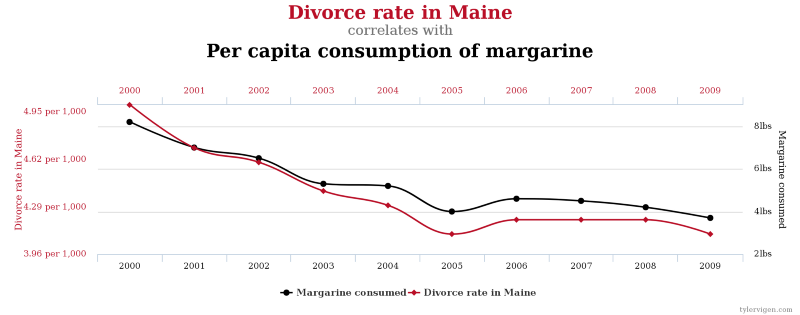 Divorce rate in Maine
correlates with
Per capita consumption of margarine
2000 2001 2002 2003 2004 2005 2006 2007 2008 2009
Divorce rate in Maine
4.95 per 1,000
4.62 per 1,000
4.29 per 1,000
3.96 per 1,000
8lbs
6lbs
4lbs
2lbs
Margarine consumed
2000 2001 2002 2003 2004 2005 2006 2007 2008 2009
Margarine consumed Divorce rate in Maine
tylervigen.com